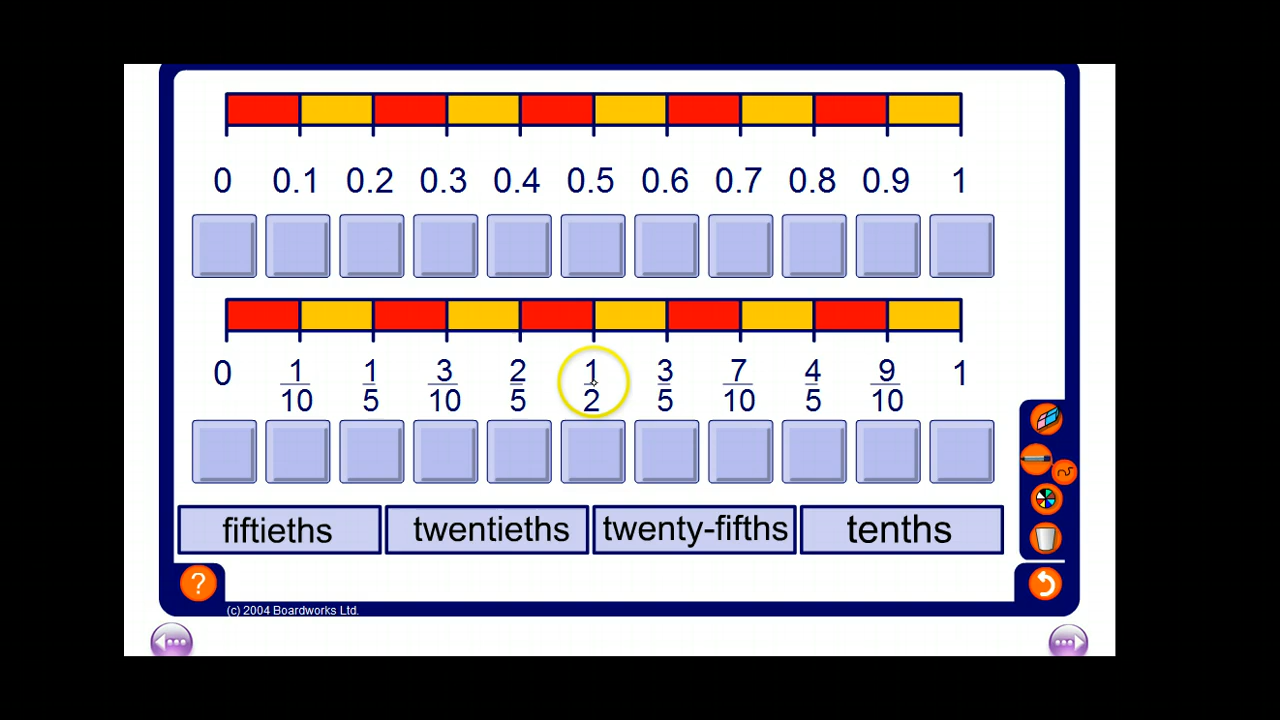 0 0.1 0.2 0.3 0.4 0.5 0.6 0.7 0.8 0.9 1
0 1/10 1/5 3/10 2/5 1/2 3/5 7/10 4/5 9/10 1
fiftieths twentieths twenty-fifths tenths
?
(c) 2004 Boardworks Ltd.